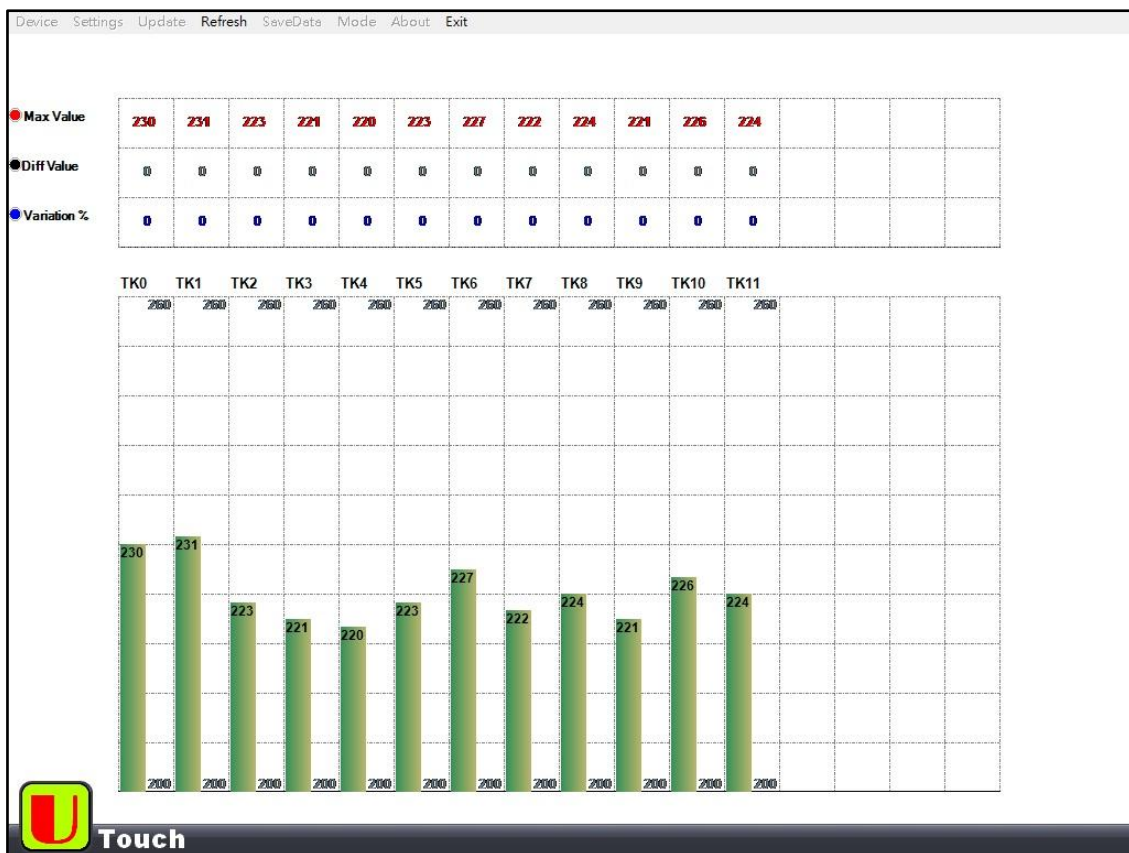 Device Settings Update Refresh SaveData Mode About Exit
Max Value 230 231 223 221 220 223 227 222 224 221 226 224
Diff Value 0 0 0 0 0 0 0 0 0 0 0 0
Variation % 0 0 0 0 0 0 0 0 0 0 0 0
TK0 TK1 TK2 TK3 TK4 TK5 TK6 TK7 TK8 TK9 TK10 TK11
260 260 260 260 260 260 260 260 260 260 260 260
230 231 223 221 220 223 227 222 224 221 226 224
200 200 200 200 200 200 200 200 200 200 200 200
U Touch